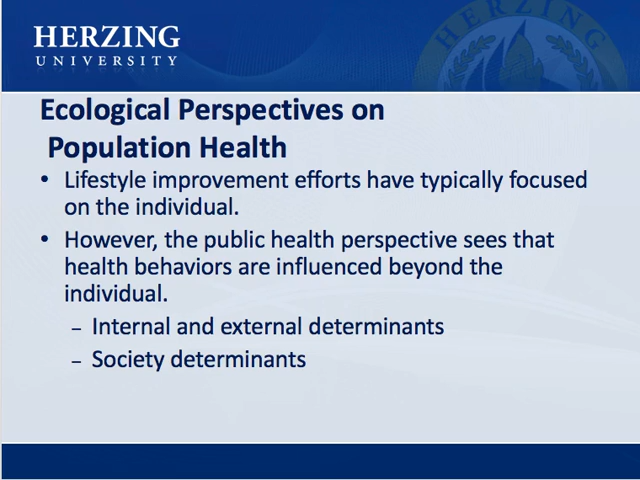 HERZING
UNIVERSITY
HERZING
Ecological Perspectives on
Population Health
• Lifestyle improvement efforts have typically focused
on the individual.
• However, the public health perspective sees that
health behaviors are influenced beyond the
individual.
– Internal and external determinants
– Society determinants